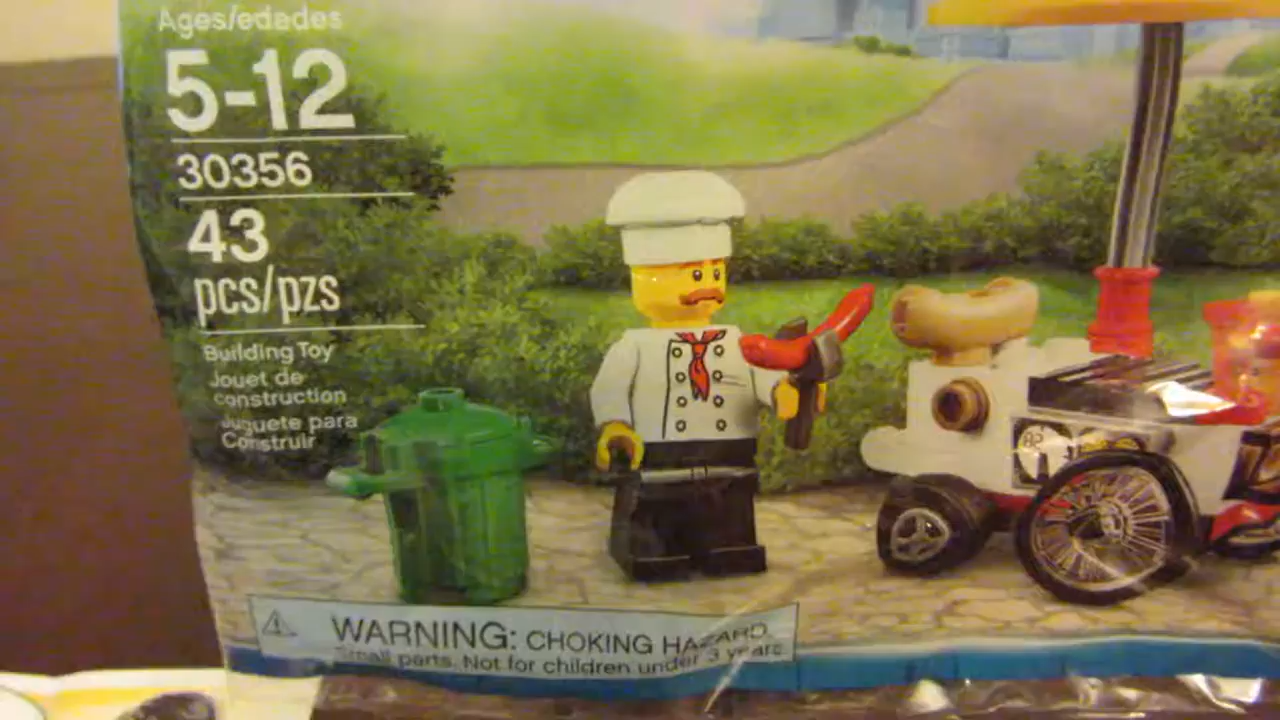 Ages/edades
5-12
30356
43
pcs/pzs
Building Toy
Jouet de
construction
Juguete para
Construir
WARNING: CHOKING HAZARD.
Small parts. Not for children under 3 years.